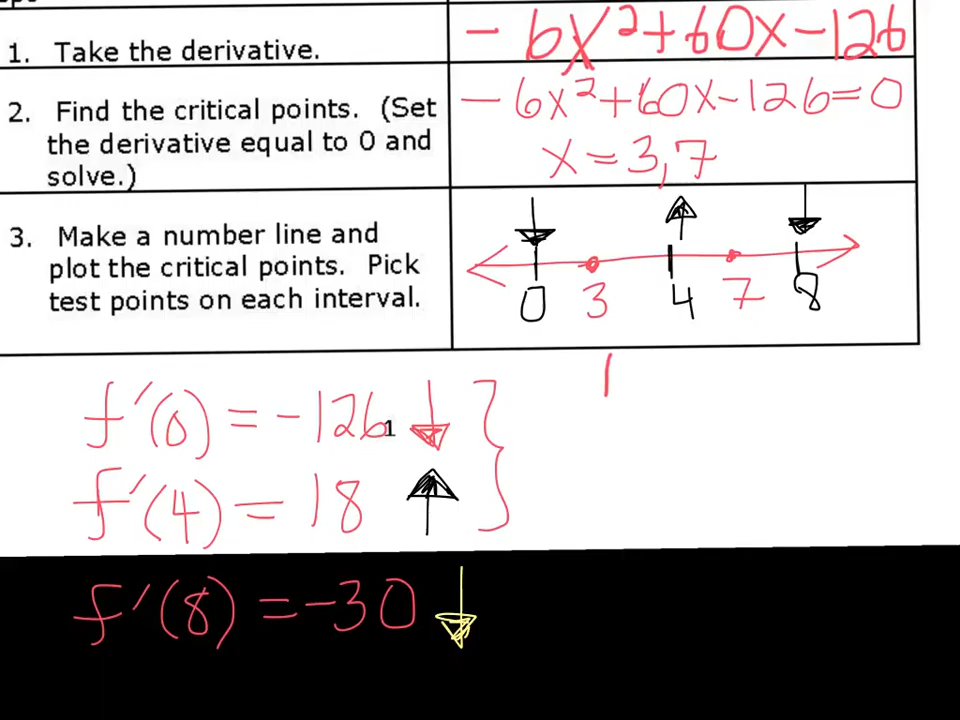 1. Take the derivative.
-6x²+60x-126
2. Find the critical points. (Set
the derivative equal to 0 and
solve.)
-6x²+60x-126=0
x=3,7
3. Make a number line and
plot the critical points. Pick
test points on each interval.
0 3 4 7 8
f'(0) = -126 ↓
1
f'(4) = 18 ↑
f'(8) = -30 ↓